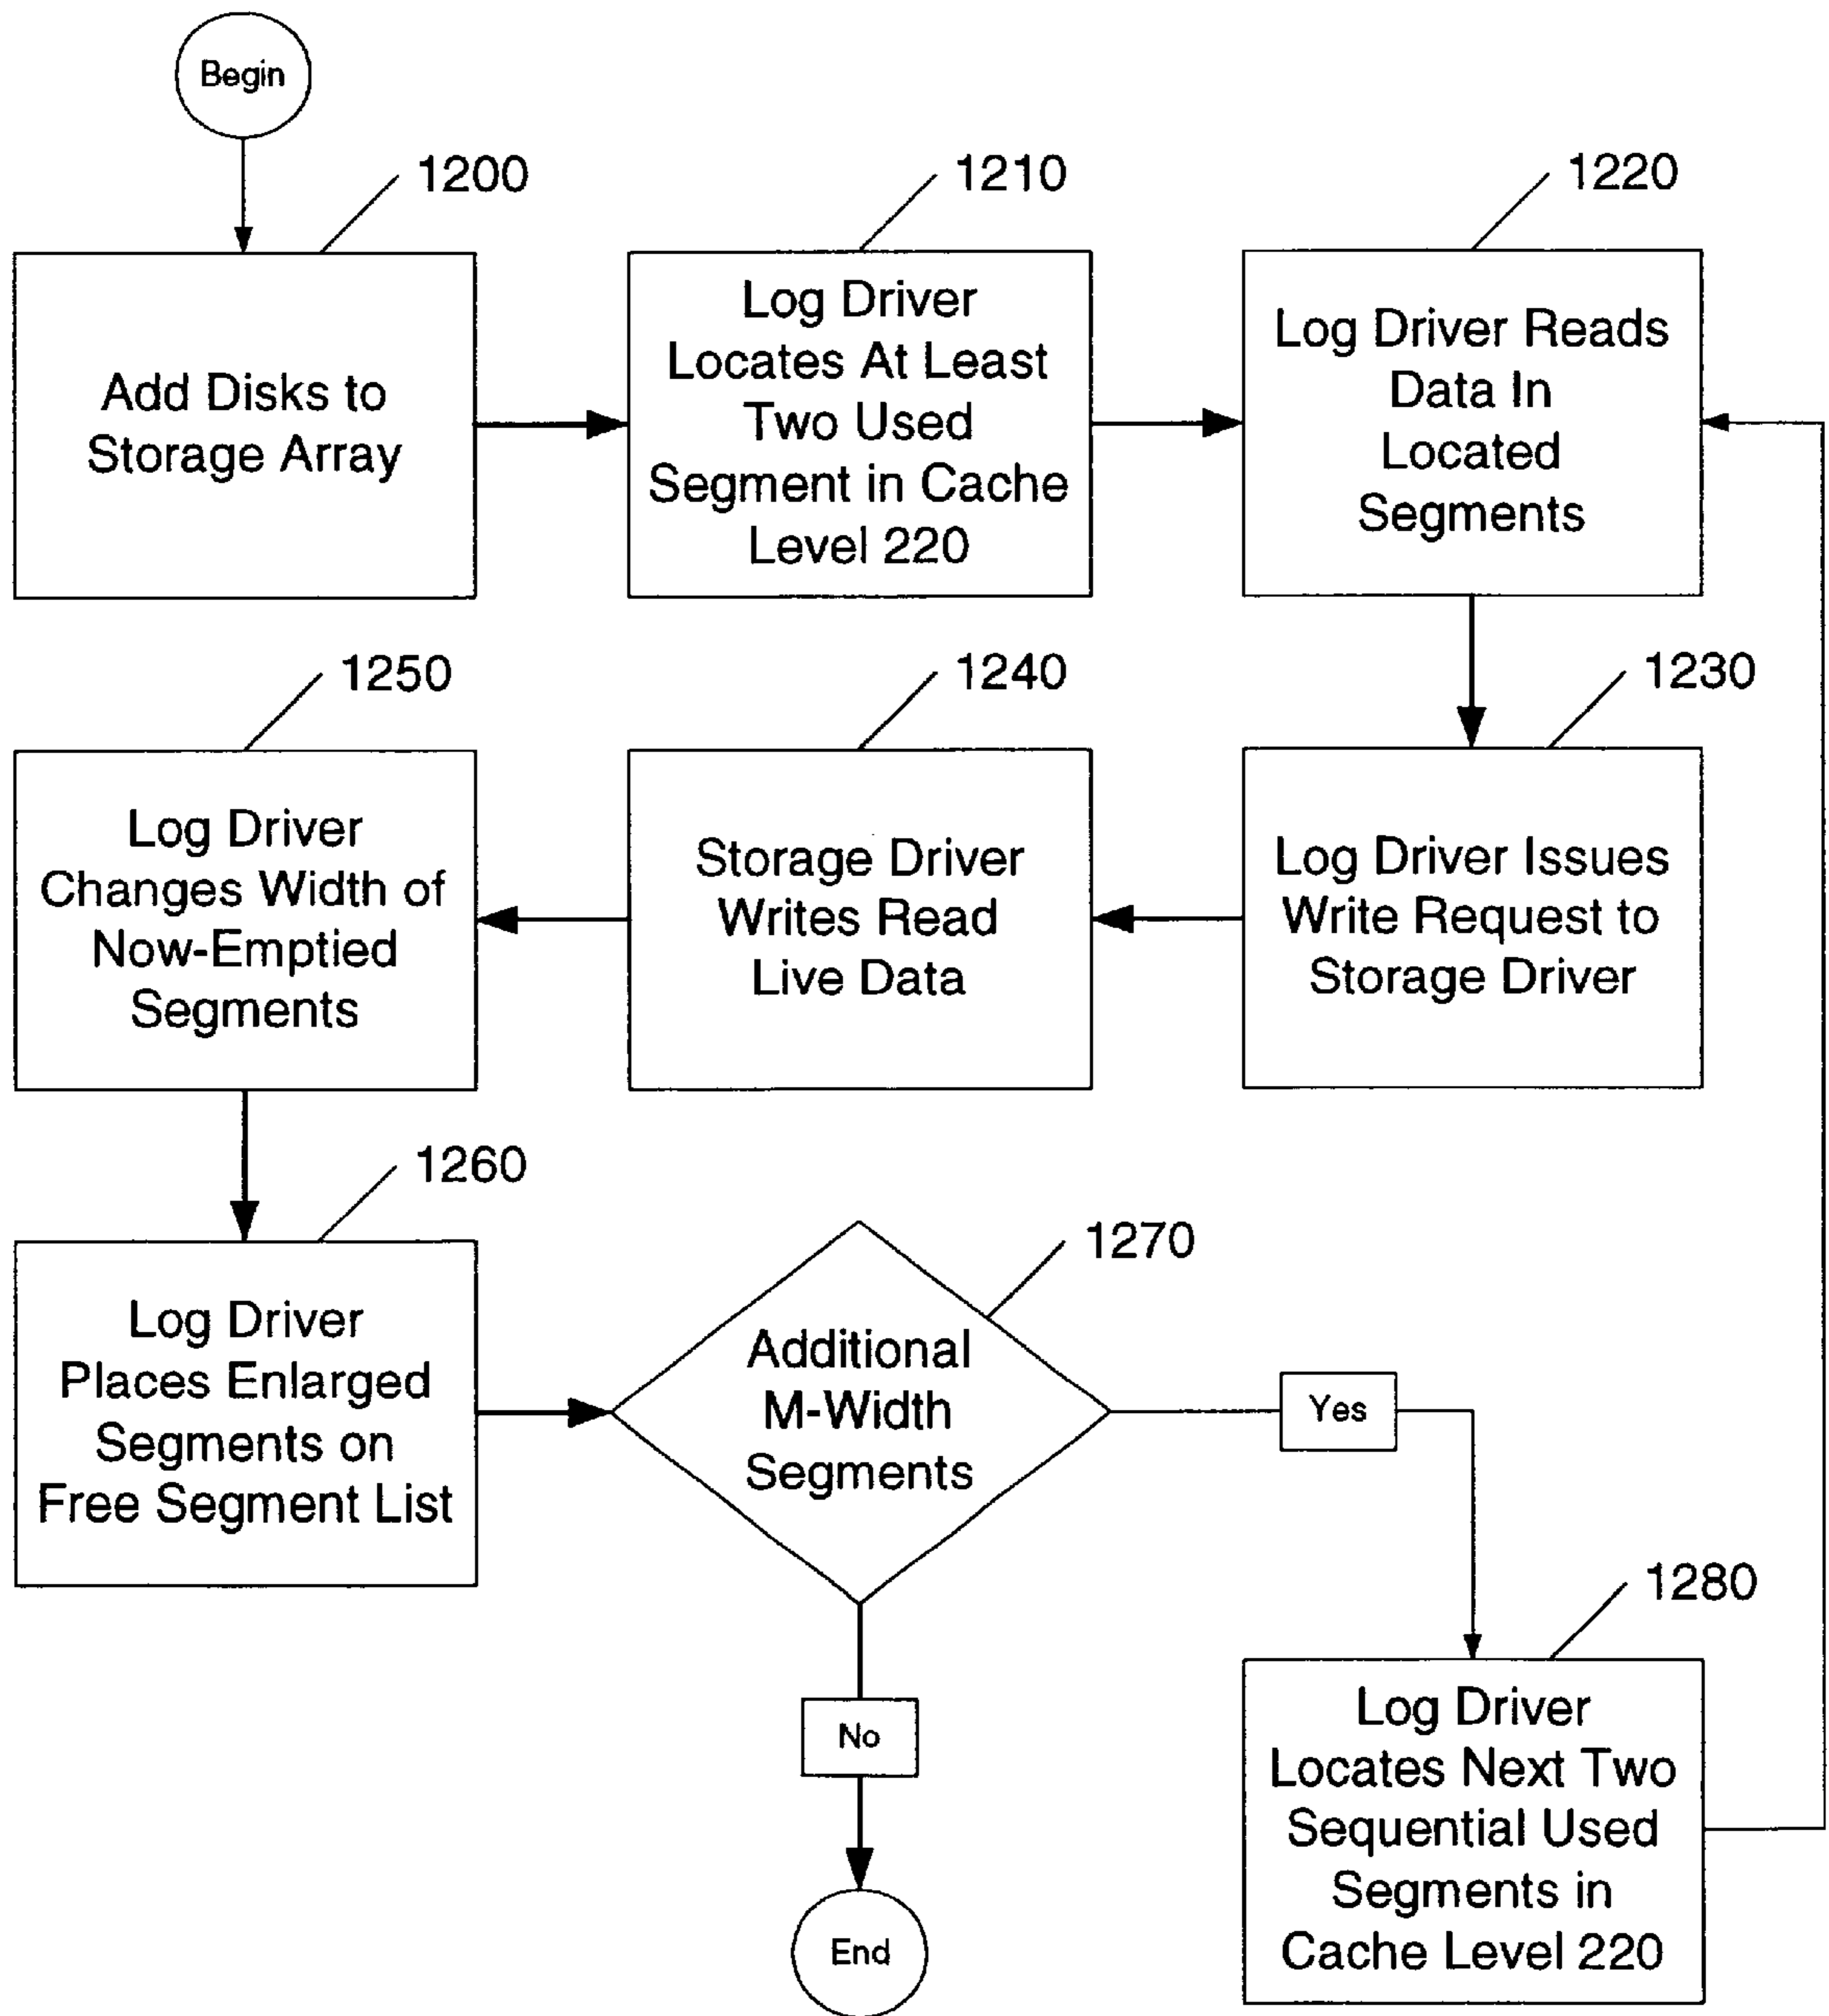 Begin
1200
Add Disks to
Storage Array
1210
Log Driver
Locates At Least
Two Used
Segment in Cache
Level 220
1220
Log Driver Reads
Data In
Located
Segments
1230
Log Driver Issues
Write Request to
Storage Driver
1240
Storage Driver
Writes Read
Live Data
1250
Log Driver
Changes Width of
Now-Emptied
Segments
1260
Log Driver
Places Enlarged
Segments on
Free Segment List
1270
Additional
M-Width
Segments
Yes
No
1280
Log Driver
Locates Next Two
Sequential Used
Segments in
Cache Level 220
End